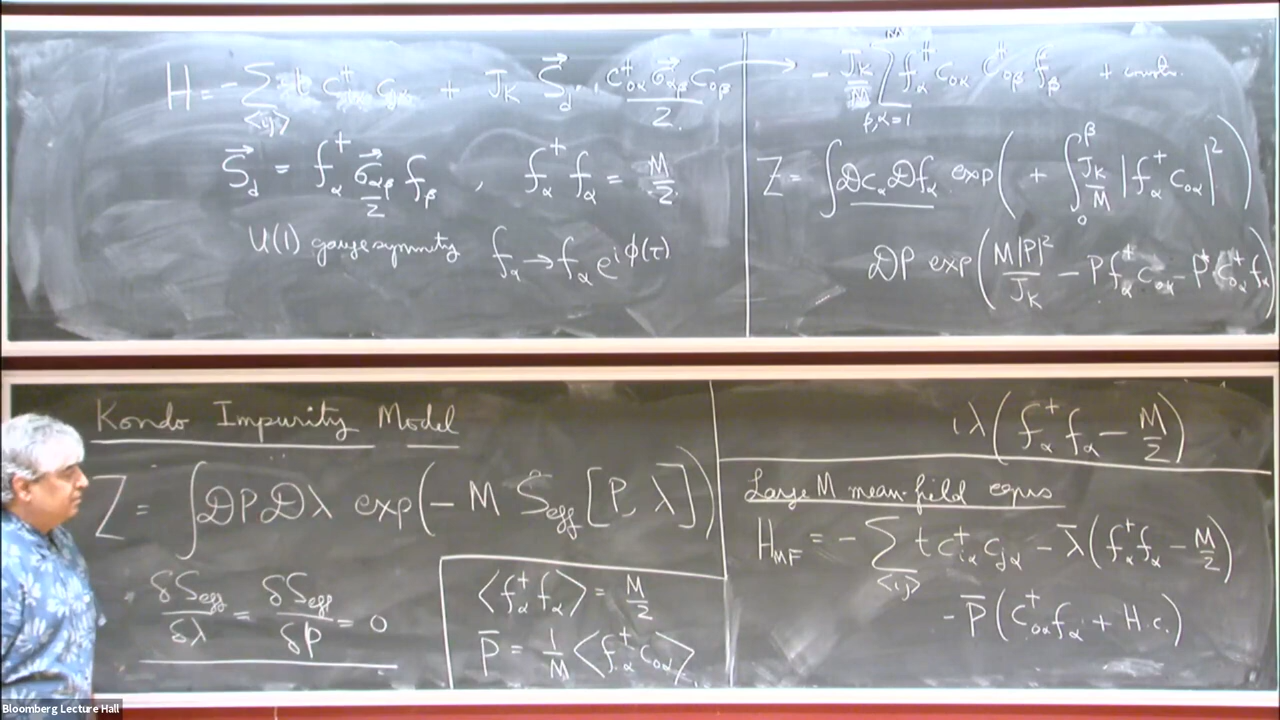 H = -∑_{<ij>} t c†_{iα} c_{jα} + J_K S⃗_d · c†_{0α} σ⃗_{αβ}/2 c_{0β} ⟶
S⃗_d = f†_α σ⃗_{αβ}/2 f_β , f†_α f_α = M/2
U(1) gauge symmetry f_α → f_α e^{iφ(τ)}
- J_K/M ∑_{β,α=1}^{M} f†_α c_{0α} c†_{0β} f_β +
Z = ∫ 𝒟c_α 𝒟f_α exp( + ∫_0^β J_K/M |f†_α c_{0α}|² )
𝒟P exp( M|P|²/J_K - P f†_α c_{0α} - P* c†_{0α} f_α )
Kondo Impurity Model
Z = ∫ 𝒟P 𝒟λ exp(-M S_eff [P, λ])
δS_eff/δλ = δS_eff/δP = 0
<f†_α f_α> = M/2
P̄ = 1/M <f†_α c_{0α}>
iλ( f†_α f_α - M/2 )
Large M mean-field eqns
H_MF = -∑_{<ij>} t c†_{iα} c_{jα} - λ̄( f†_α f_α - M/2 )
- P̄( c†_{0α} f_α + H.c. )
Bloomberg Lecture Hall